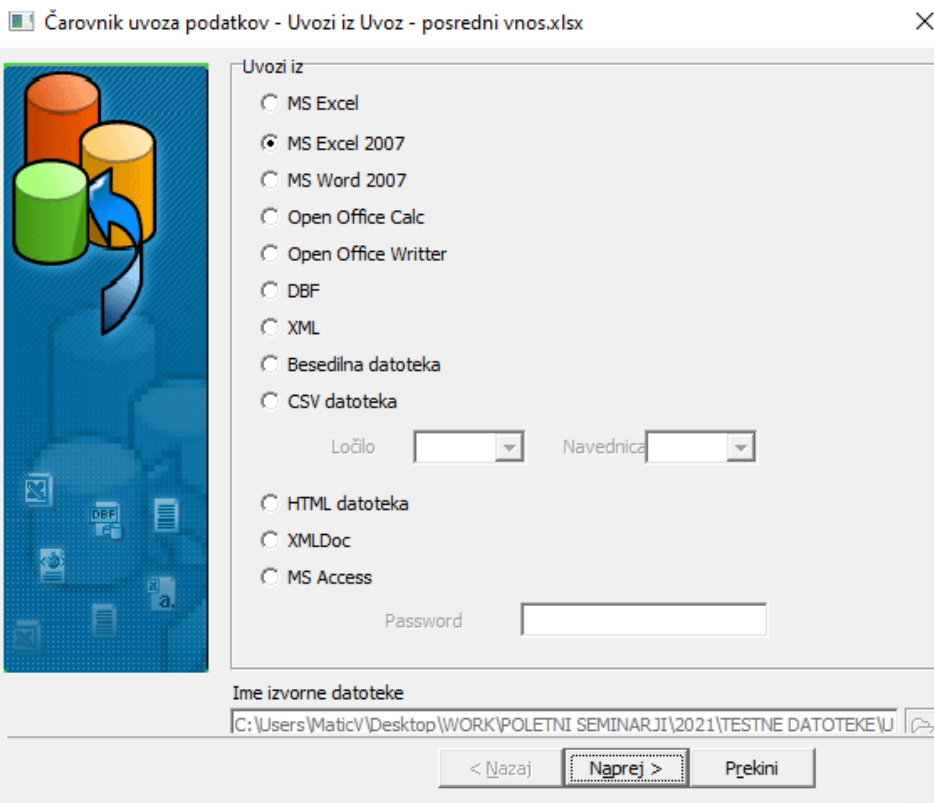 Čarovnik uvoza podatkov - Uvozi iz Uvoz - posredni vnos.xlsx
Uvozi iz
MS Excel
MS Excel 2007
MS Word 2007
Open Office Calc
Open Office Writter
DBF
XML
Besedilna datoteka
CSV datoteka
Ločilo Navednica
HTML datoteka
XMLDoc
MS Access
Password
DBF
a.
Ime izvorne datoteke
C:\Users\MaticV\Desktop\WORK\POLETNI SEMINARJI\2021\TESTNE DATOTEKE\U
< Nazaj Naprej > Prekini